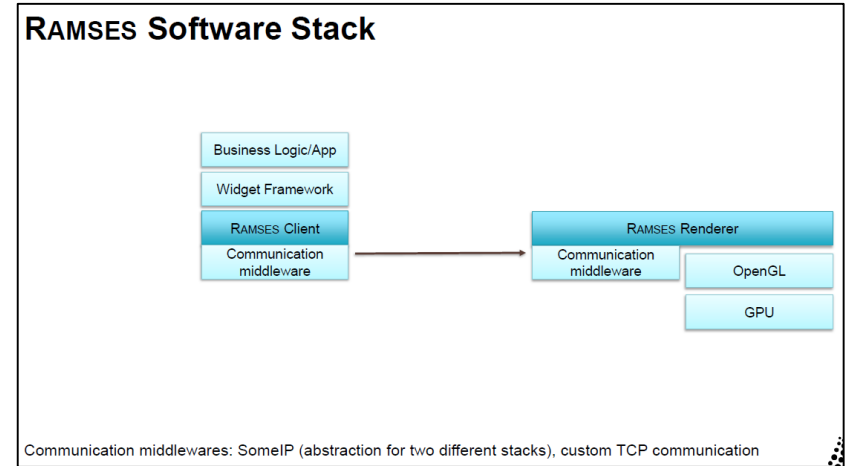 RAMSES Software Stack
Business Logic/App
Widget Framework
RAMSES Client
Communication
middleware
RAMSES Renderer
Communication
middleware
OpenGL
GPU
Communication middlewares: SomeIP (abstraction for two different stacks), custom TCP communication